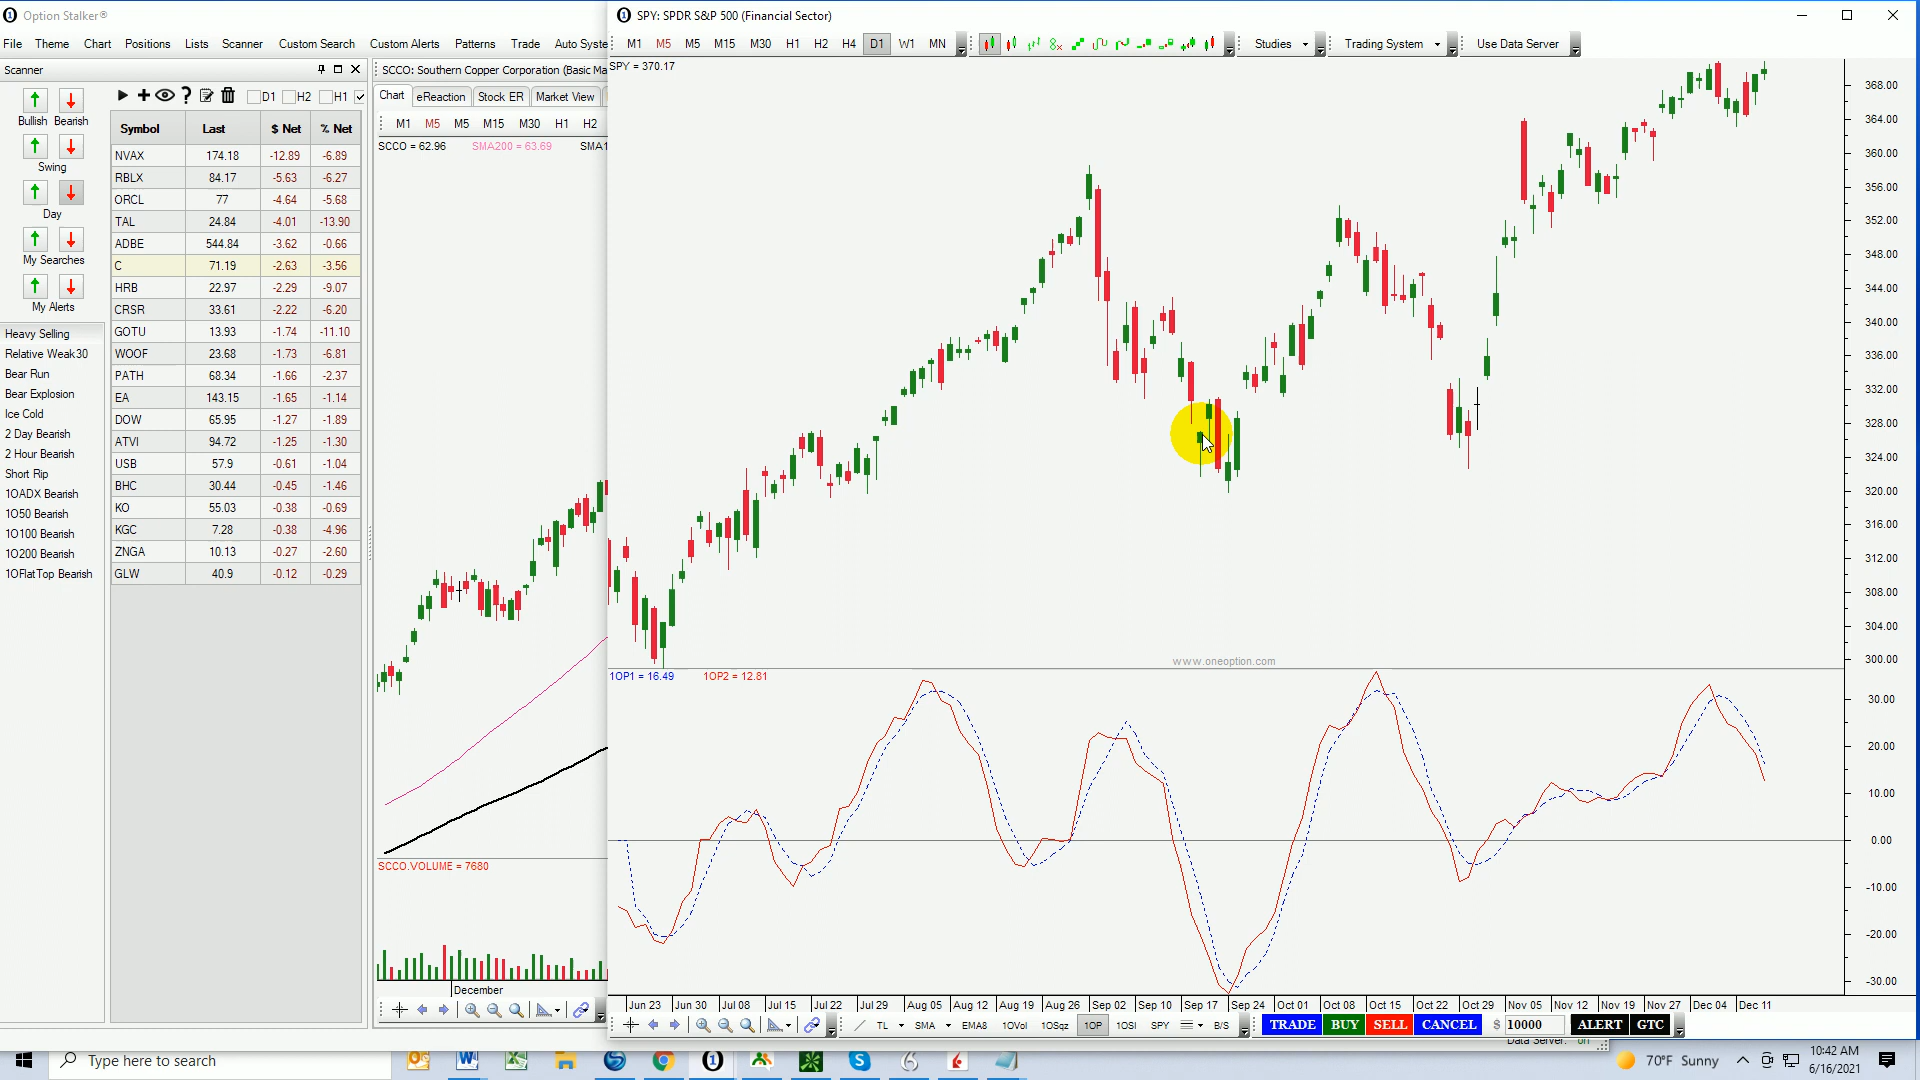 Option Stalker®
File Theme Chart Positions Lists Scanner Custom Search Custom Alerts Patterns Trade Auto Syste
Scanner
Bullish Bearish
Swing
Day
My Searches
My Alerts
Heavy Selling
Relative Weak30
Bear Run
Bear Explosion
Ice Cold
2 Day Bearish
2 Hour Bearish
Short Rip
1OADX Bearish
1O50 Bearish
1O100 Bearish
1O200 Bearish
1OFlatTop Bearish
D1 H2 H1
Symbol Last $ Net % Net
NVAX 174.18 -12.89 -6.89
RBLX 84.17 -5.63 -6.27
ORCL 77 -4.64 -5.68
TAL 24.84 -4.01 -13.90
ADBE 544.84 -3.62 -0.66
C 71.19 -2.63 -3.56
HRB 22.97 -2.29 -9.07
CRSR 33.61 -2.22 -6.20
GOTU 13.93 -1.74 -11.10
WOOF 23.68 -1.73 -6.81
PATH 68.34 -1.66 -2.37
EA 143.15 -1.65 -1.14
DOW 65.95 -1.27 -1.89
ATVI 94.72 -1.25 -1.30
USB 57.9 -0.61 -1.04
BHC 30.44 -0.45 -1.46
KO 55.03 -0.38 -0.69
KGC 7.28 -0.38 -4.96
ZNGA 10.13 -0.27 -2.60
GLW 40.9 -0.12 -0.29
SCCO: Southern Copper Corporation (Basic Ma
Chart eReaction Stock ER Market View
M1 M5 M5 M15 M30 H1 H2
SCCO = 62.96 SMA200 = 63.69 SMA1
SCCO.VOLUME = 7680
December
SPY: SPDR S&P 500 (Financial Sector)
M1 M5 M5 M15 M30 H1 H2 H4 D1 W1 MN Studies Trading System Use Data Server
SPY = 370.17
368.00
364.00
360.00
356.00
352.00
348.00
344.00
340.00
336.00
332.00
328.00
324.00
320.00
316.00
312.00
308.00
304.00
300.00
www.oneoption.com
1OP1 = 16.49 1OP2 = 12.81
30.00
20.00
10.00
0.00
-10.00
-20.00
-30.00
Jun 23 Jun 30 Jul 08 Jul 15 Jul 22 Jul 29 Aug 05 Aug 12 Aug 19 Aug 26 Sep 02 Sep 10 Sep 17 Sep 24 Oct 01 Oct 08 Oct 15 Oct 22 Oct 29 Nov 05 Nov 12 Nov 19 Nov 27 Dec 04 Dec 11
TL SMA EMA8 1OVol 1OSqz 1OP 1OSI SPY B/S TRADE BUY SELL CANCEL $ 10000 ALERT GTC
Data Server: on
Type here to search
70°F Sunny
10:42 AM
6/16/2021